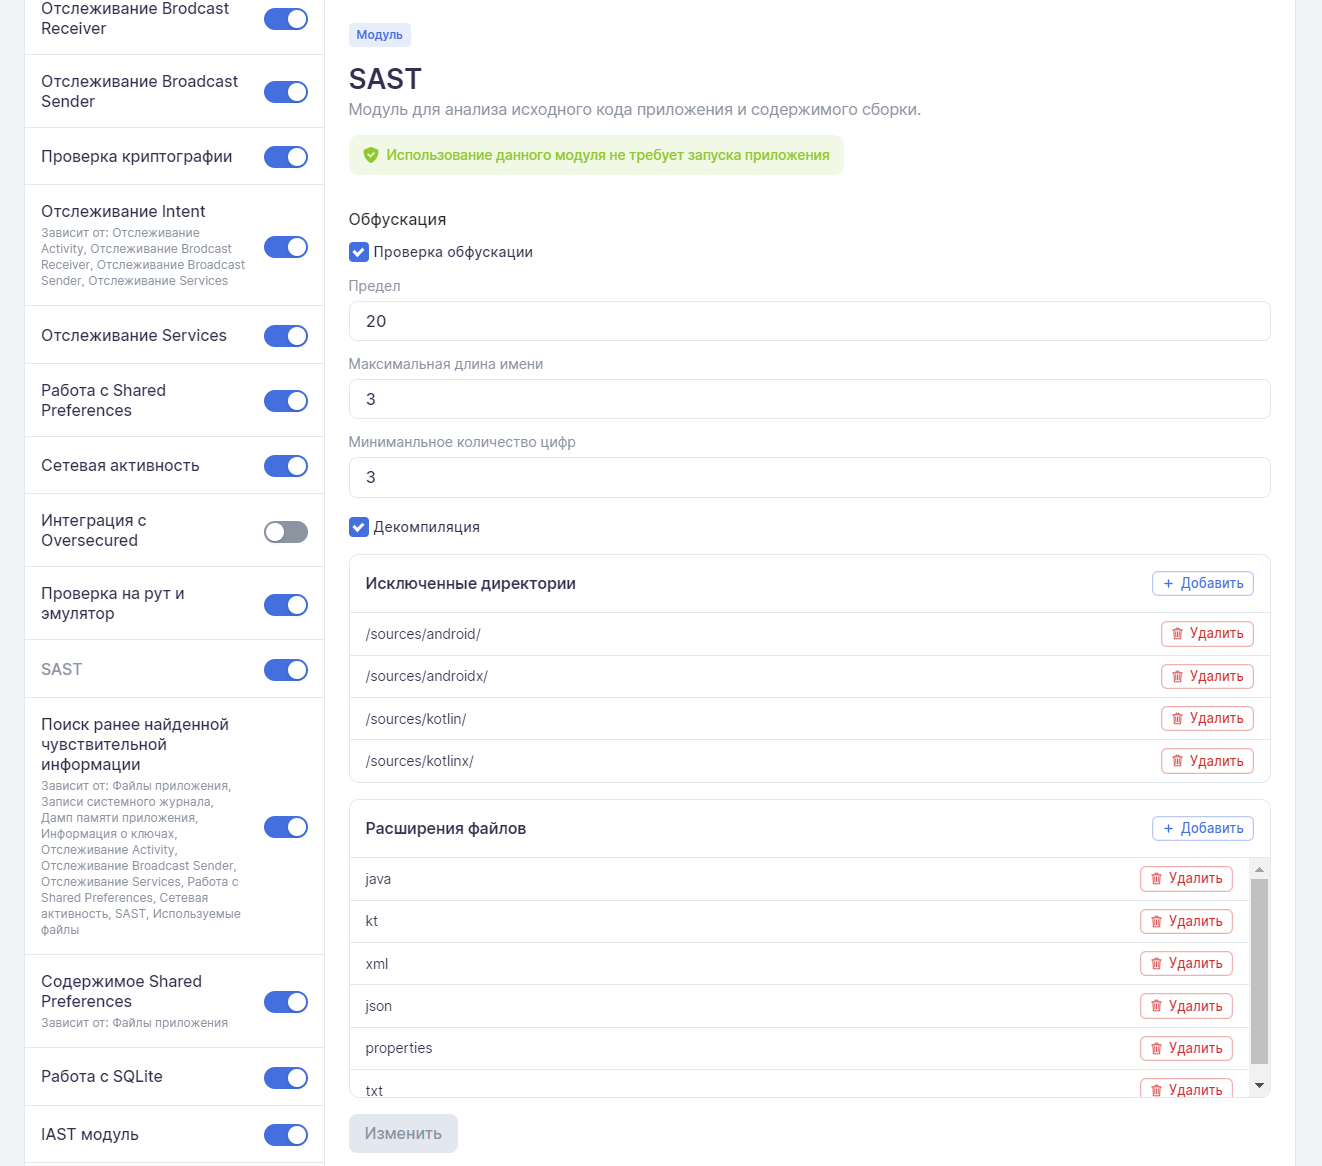 Отслеживание Brodcast
Receiver
Отслеживание Broadcast
Sender
Проверка криптографии
Отслеживание Intent
Зависит от: Отслеживание
Activity, Отслеживание Brodcast
Receiver, Отслеживание Broadcast
Sender, Отслеживание Services
Отслеживание Services
Работа с Shared
Preferences
Сетевая активность
Интеграция с
Oversecured
Проверка на рут и
эмулятор
SAST
Поиск ранее найденной
чувствительной
информации
Зависит от: Файлы приложения,
Записи системного журнала,
Дамп памяти приложения,
Информация о ключах,
Отслеживание Activity,
Отслеживание Broadcast Sender,
Отслеживание Services, Работа с
Shared Preferences, Сетевая
активность, SAST, Используемые
файлы
Содержимое Shared
Preferences
Зависит от: Файлы приложения
Работа с SQLite
IAST модуль
Модуль
SAST
Модуль для анализа исходного кода приложения и содержимого сборки.
Использование данного модуля не требует запуска приложения
Обфускация
Проверка обфускации
Предел
20
Максимальная длина имени
3
Миниманльное количество цифр
3
Декомпиляция
Исключенные директории
+ Добавить
/sources/android/
Удалить
/sources/androidx/
Удалить
/sources/kotlin/
Удалить
/sources/kotlinx/
Удалить
Расширения файлов
+ Добавить
java
Удалить
kt
Удалить
xml
Удалить
json
Удалить
properties
Удалить
txt
Удалить
Изменить